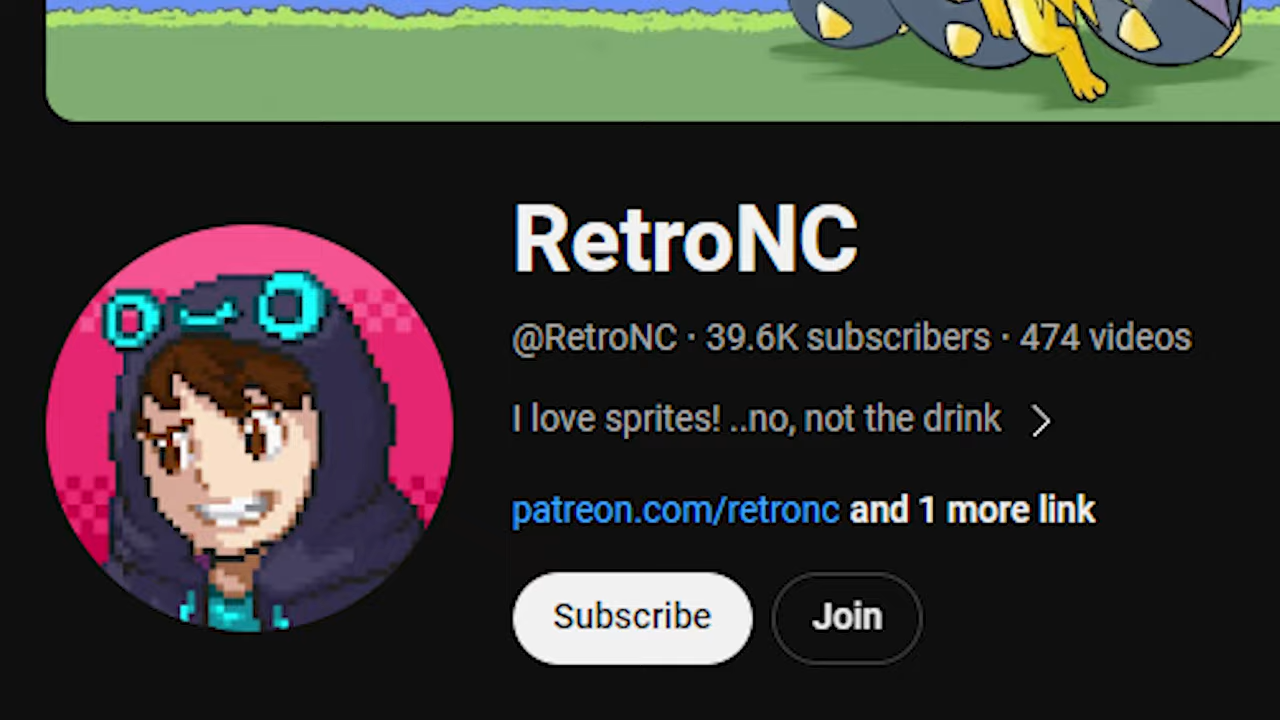 RetroNC
@RetroNC · 39.6K subscribers · 474 videos
I love sprites! ..no, not the drink
patreon.com/retronc and 1 more link
Subscribe Join